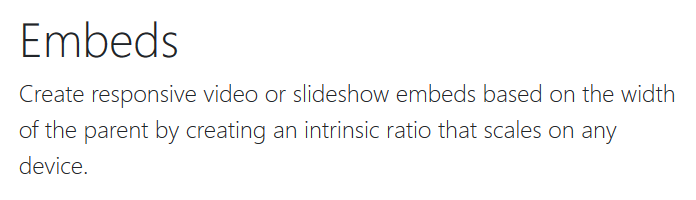 Embeds
Create responsive video or slideshow embeds based on the width
of the parent by creating an intrinsic ratio that scales on any
device.